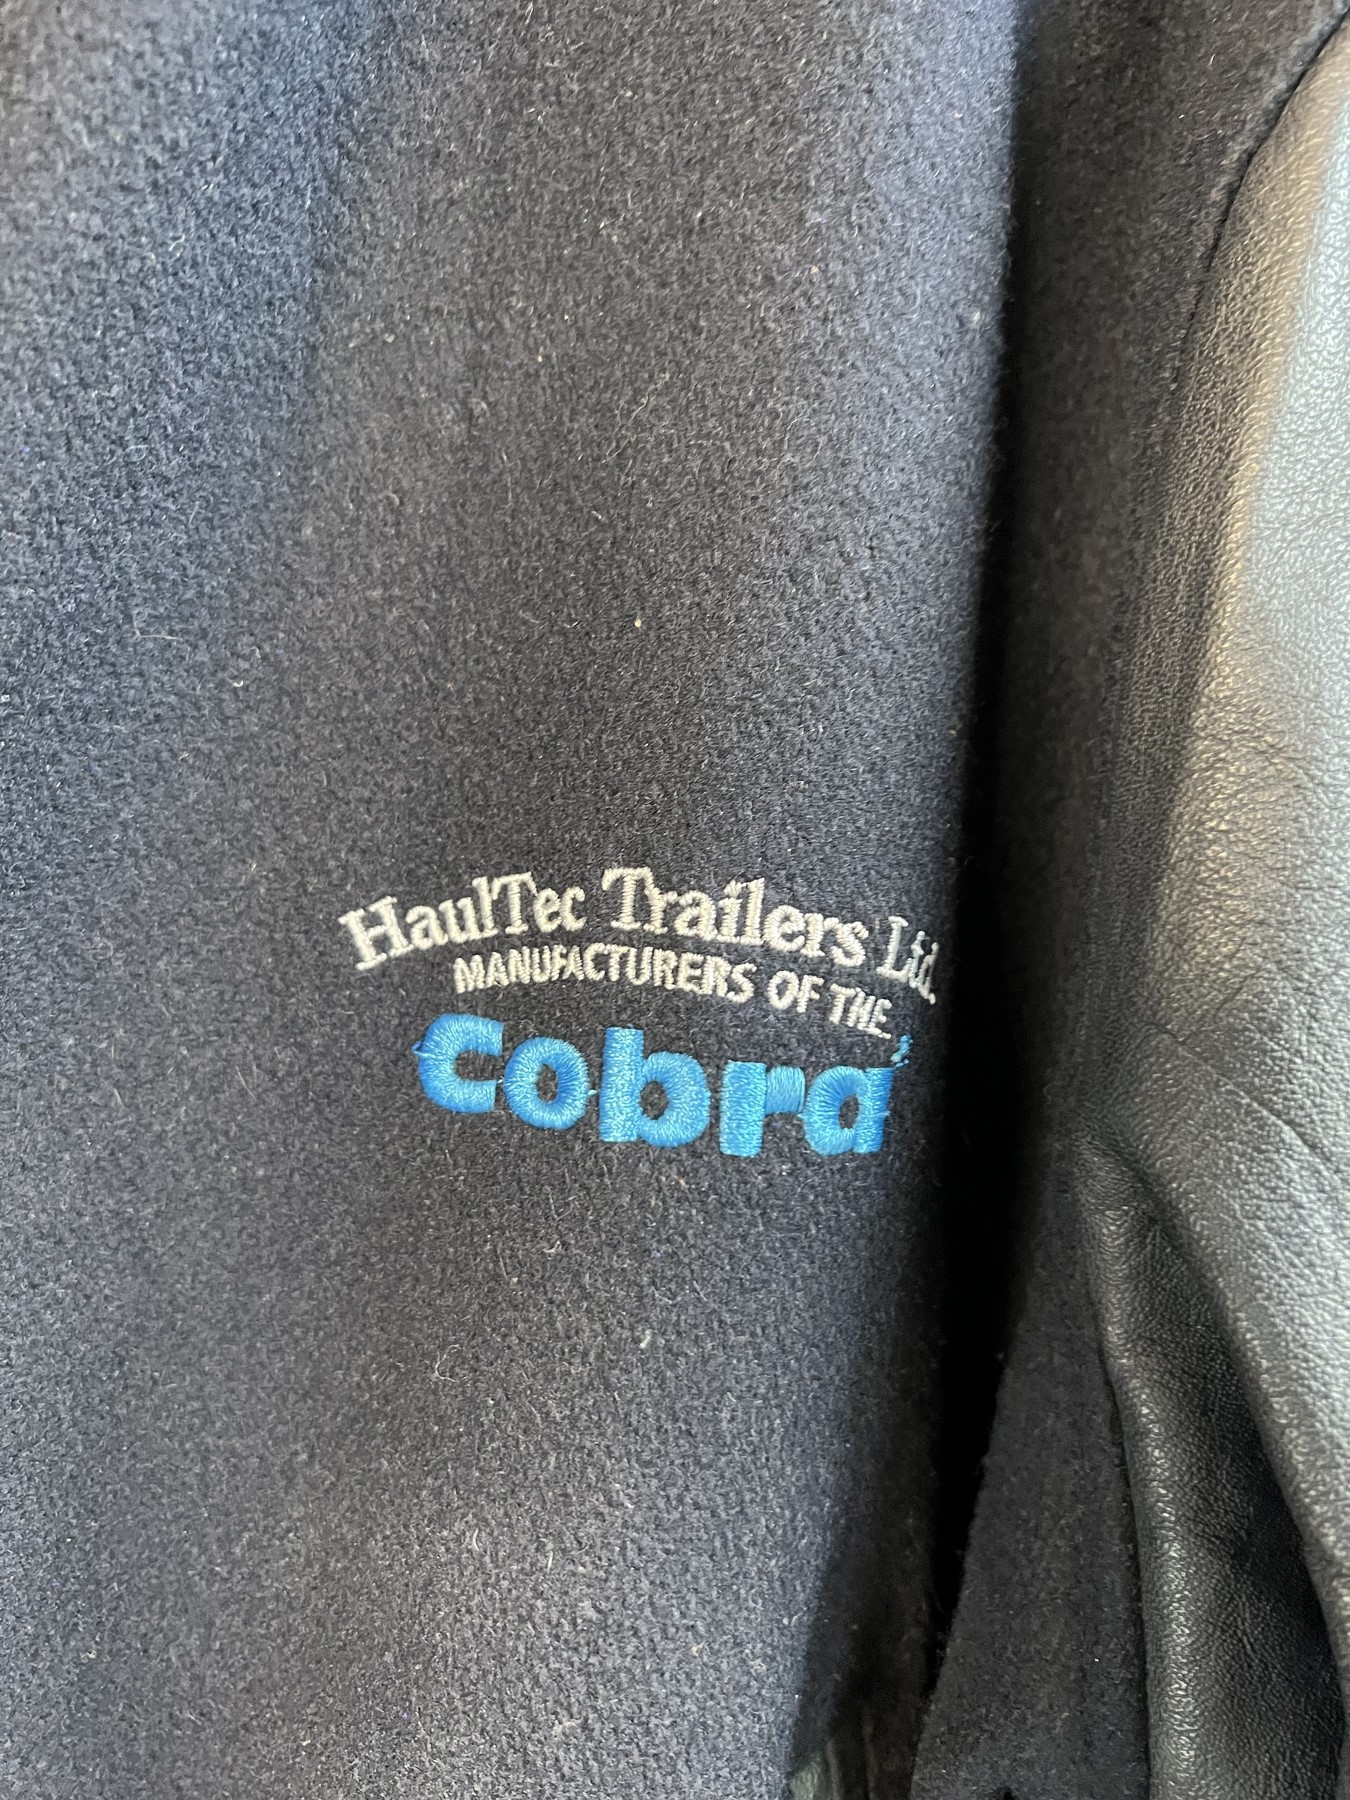 HaulTec Trailers Ltd.
MANUFACTURERS OF THE
cobra